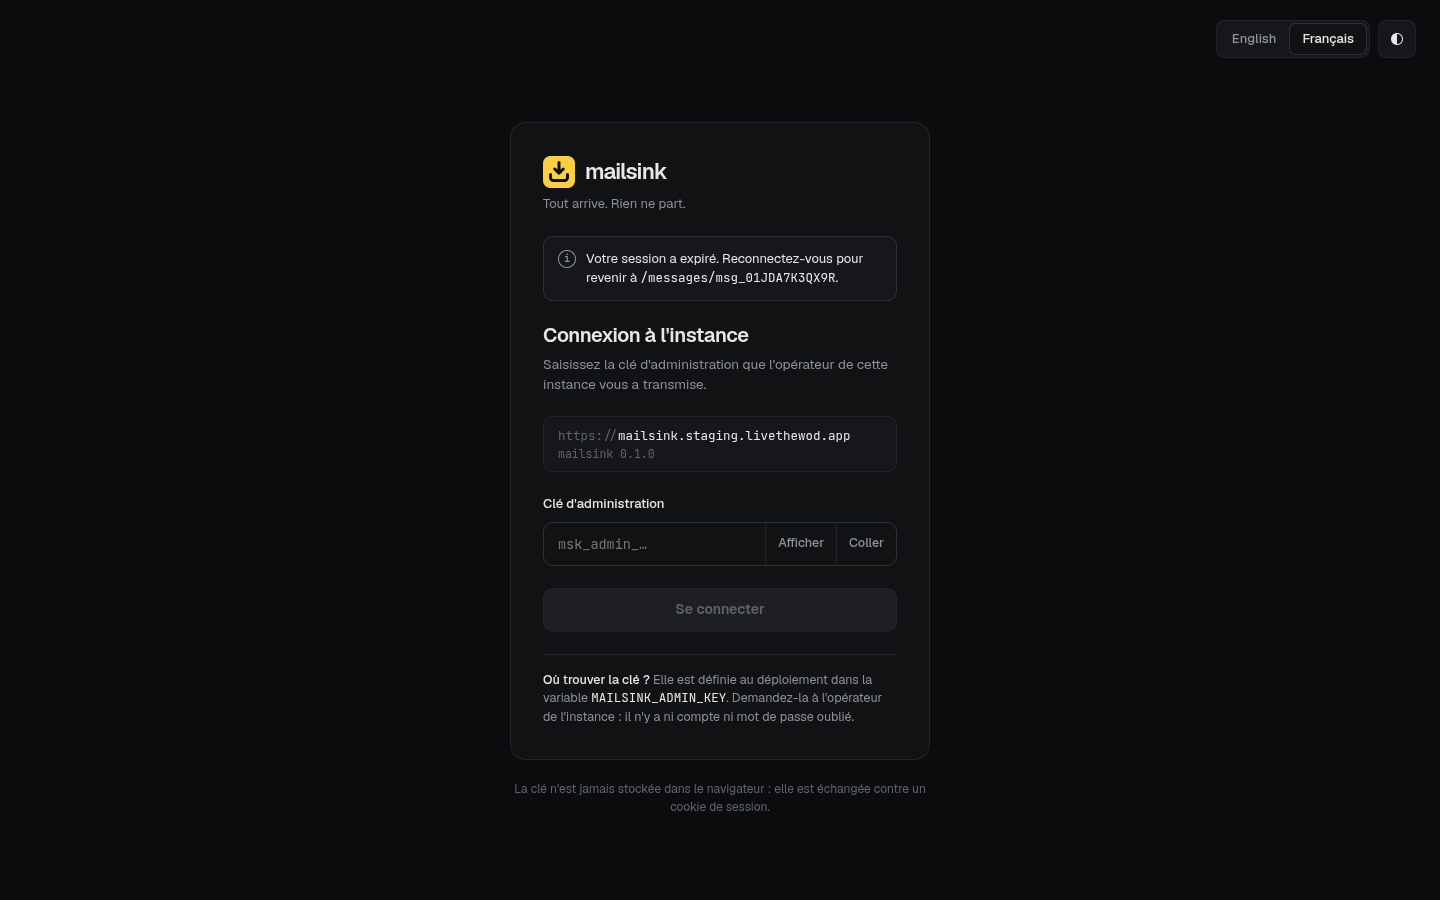 English
Français
mailsink
Tout arrive. Rien ne part.
Votre session a expiré. Reconnectez-vous pour
revenir à /messages/msg_01JDA7K3QX9R.
Connexion à l'instance
Saisissez la clé d'administration que l'opérateur de cette
instance vous a transmise.
https://mailsink.staging.livethewod.app
mailsink 0.1.0
Clé d'administration
msk_admin_…
Afficher
Coller
Se connecter
Où trouver la clé ? Elle est définie au déploiement dans la
variable MAILSINK_ADMIN_KEY. Demandez-la à l'opérateur
de l'instance : il n'y a ni compte ni mot de passe oublié.
La clé n'est jamais stockée dans le navigateur : elle est échangée contre un
cookie de session.